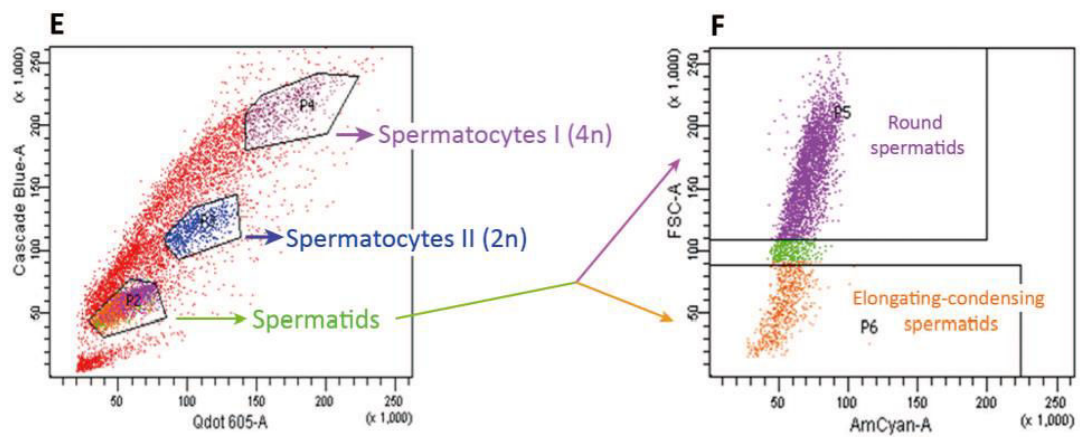 E
(x 1,000)
Cascade Blue-A
250
200
150
100
50
P4
P3
P2
Spermatocytes I (4n)
Spermatocytes II (2n)
Spermatids
50 100 150 200 250
(x 1,000)
Qdot 605-A
F
(x 1,000)
FSC-A
250
200
150
100
50
P5
Round
spermatids
Elongating-condensing
spermatids
P6
50 100 150 200 250
(x 1,000)
AmCyan-A